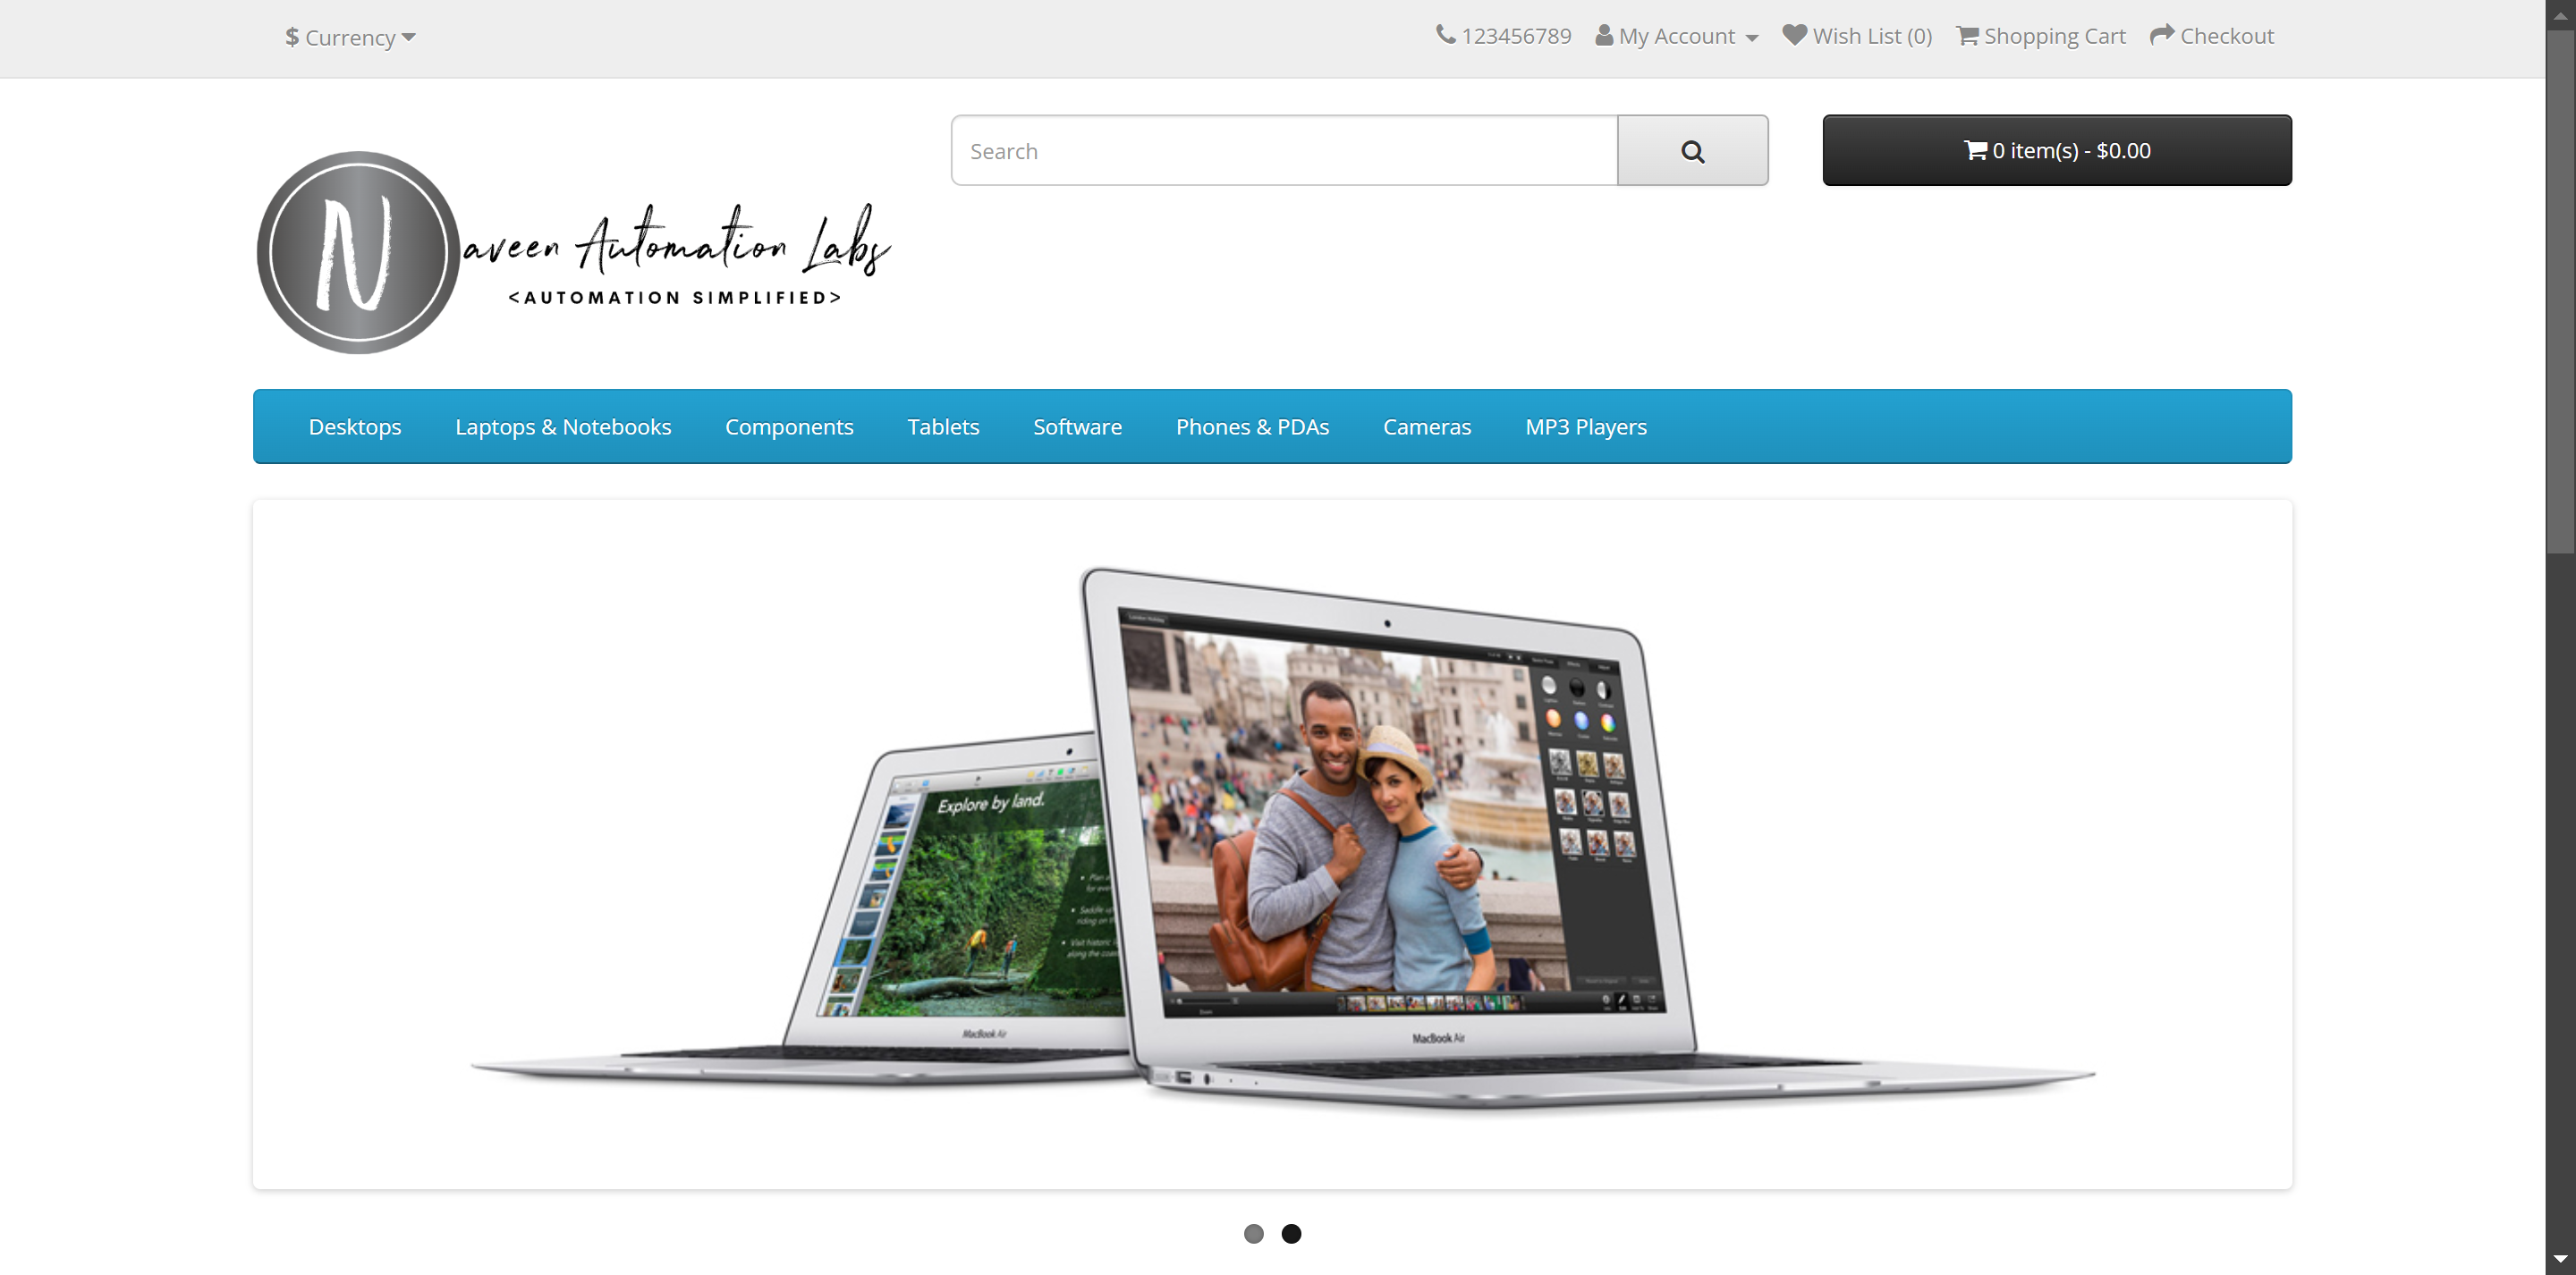 $ Currency
123456789 My Account Wish List (0) Shopping Cart Checkout
Search
0 item(s) - $0.00
Naveen Automation Labs
<AUTOMATION SIMPLIFIED>
Desktops Laptops & Notebooks Components Tablets Software Phones & PDAs Cameras MP3 Players
Explore by land.
MacBook Air
MacBook Air